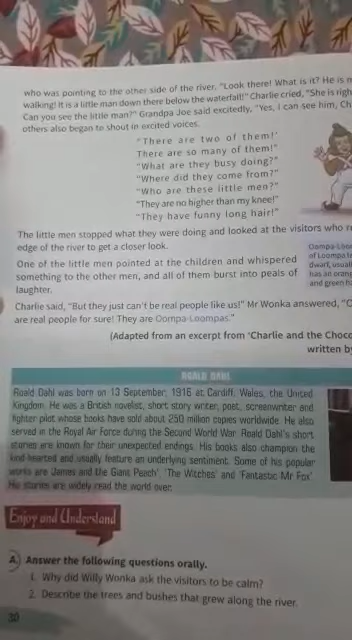 who was pointing to the other side of the river. "Look there! What is it? He is
walking! It is a little man down there below the waterfall!" Charlie cried, "She is
Can you see the little man?" Grandpa Joe said excitedly, "Yes, I can see him,
others also began to shout in excited voices.
"There are two of them!'
There are so many of them!"
"What are they busy doing?"
"Where did they come from?"
"Who are these little men?"
"They are no higher than my knee!"
"They have funny long hair!"
The little men stopped what they were doing and looked at the visitors who
edge of the river to get a closer look.
One of the little men pointed at the children and whispered
something to the other men, and all of them burst into peals of
laughter.
of Loompa
dwarf,
has an
and green
Charlie said, "But they just can't be real people like us!" Mr Wonka answered,
are real people for sure! They are Oompa-Loompas."
(Adapted from an excerpt from 'Charlie and the
written by
ROALD DAHL
Roald Dahl was born on 13 September, 1916 at Cardiff, Wales, the United
Kingdom. He was a British novelist, short story writer, poet, screenwriter and
fighter pilot whose books have sold about 250 million copies worldwide. He also
served in the Royal Air Force during the Second World War. Roald Dahl's short
stories are known for their unexpected endings. His books also champion the
kind-hearted and usually feature an underlying sentiment. Some of his popular
works are 'James and the Giant Peach', 'The Witches' and 'Fantastic Mr Fox'.
His stories are widely read the world over.
Enjoy and Understand
A. Answer the following questions orally.
1. Why did Willy Wonka ask the visitors to be calm?
2. Describe the trees and bushes that grew along the river.
30